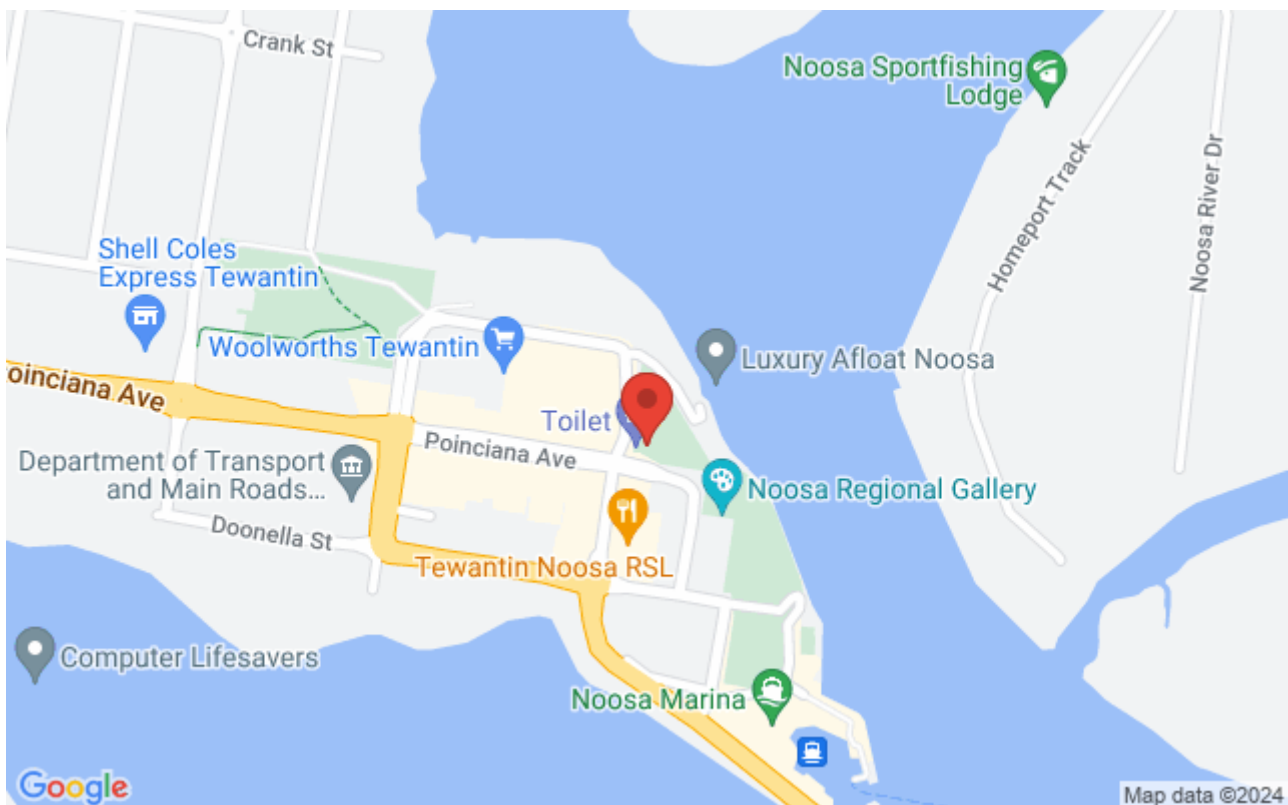 Crank St
Noosa Sportfishing
Lodge
Homeport Track
Noosa River Dr
Shell Coles
Express Tewantin
Woolworths Tewantin
Luxury Afloat Noosa
oinciana Ave
Toilet
Poinciana Ave
Department of Transport
and Main Roads...
Noosa Regional Gallery
Doonella St
Tewantin Noosa RSL
Computer Lifesavers
Noosa Marina
Google
Map data ©2024